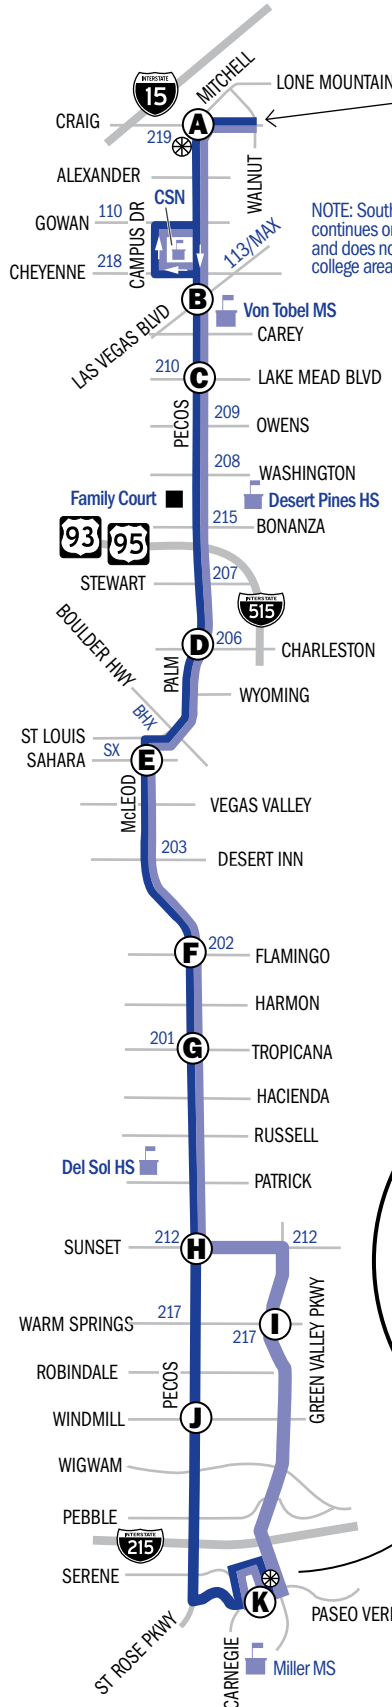 MITCHELL
LONE MOUNTAIN
INTERSTATE
15
CRAIG
A
219
WALNUT
ALEXANDER
CSN
110
GOWAN
CAMPUS DR
NOTE: South
continues on
and does no
college area
113/MAX
218
CHEYENNE
B
Von Tobel MS
LAS VEGAS BLVD
CAREY
210
C
LAKE MEAD BLVD
PECOS
209
OWENS
208
WASHINGTON
Family Court
Desert Pines HS
215
BONANZA
93
95
207
STEWART
INTERSTATE
515
BOULDER HWY
D
206
CHARLESTON
PALM
WYOMING
BHX
ST LOUIS
SX
SAHARA
E
McLEOD
VEGAS VALLEY
203
DESERT INN
202
F
FLAMINGO
HARMON
201
G
TROPICANA
HACIENDA
RUSSELL
Del Sol HS
PATRICK
212
SUNSET
H
212
217
WARM SPRINGS
I
217
GREEN VALLEY PKWY
ROBINDALE
PECOS
WINDMILL
J
WIGWAM
PEBBLE
INTERSTATE
215
SERENE
K
PASEO VER
ST ROSE PKWY
CARNEGIE
Miller MS